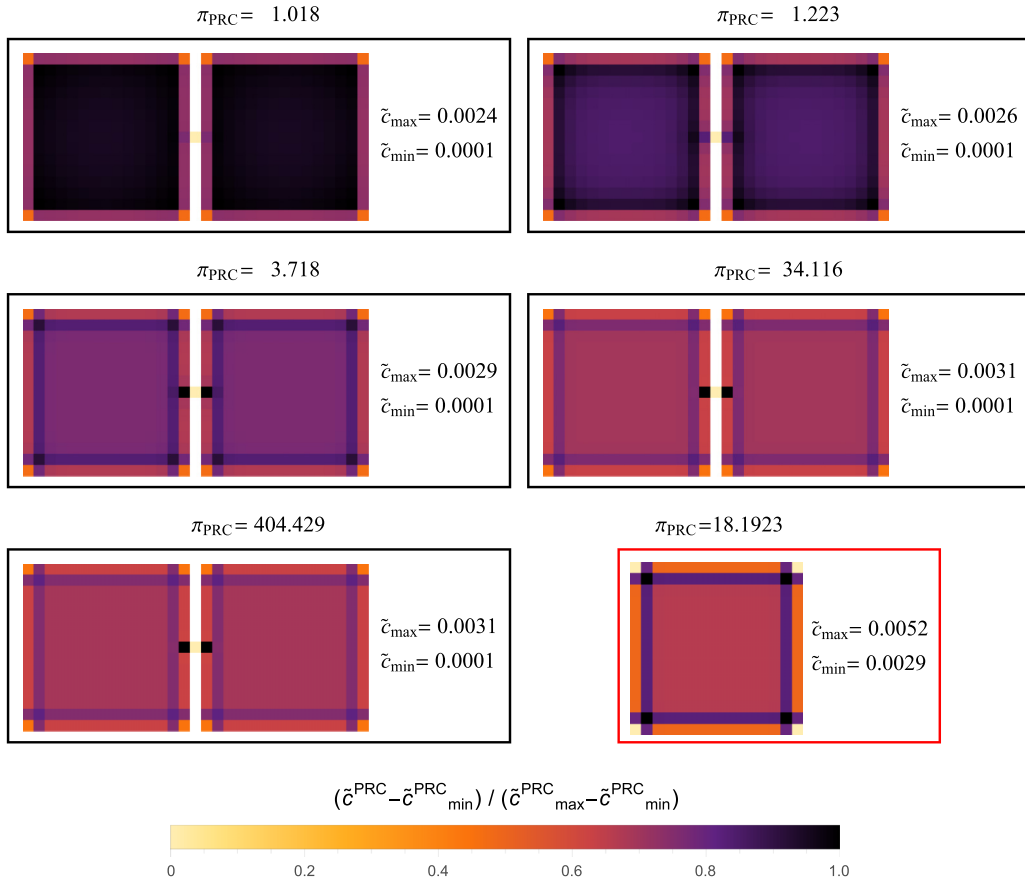 π_PRC = 1.018
π_PRC = 1.223
c̃_max = 0.0024
c̃_min = 0.0001
c̃_max = 0.0026
c̃_min = 0.0001
π_PRC = 3.718
π_PRC = 34.116
c̃_max = 0.0029
c̃_min = 0.0001
c̃_max = 0.0031
c̃_min = 0.0001
π_PRC = 404.429
π_PRC =18.1923
c̃_max = 0.0031
c̃_min = 0.0001
c̃_max = 0.0052
c̃_min = 0.0029
(c̃^PRC − c̃^PRC_min) / (c̃^PRC_max − c̃^PRC_min)
0 0.2 0.4 0.6 0.8 1.0